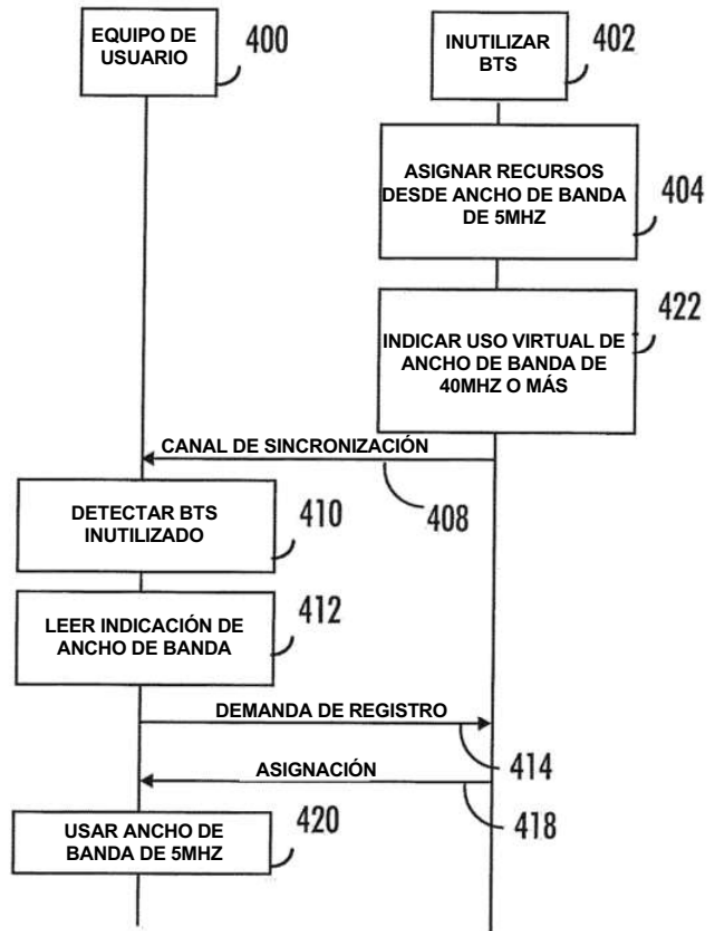 EQUIPO DE
USUARIO
400
INUTILIZAR
BTS
402
ASIGNAR RECURSOS
DESDE ANCHO DE BANDA
DE 5MHZ
404
INDICAR USO VIRTUAL DE
ANCHO DE BANDA DE
40MHZ O MÁS
422
CANAL DE SINCRONIZACIÓN
408
DETECTAR BTS
INUTILIZADO
410
LEER INDICACIÓN DE
ANCHO DE BANDA
412
DEMANDA DE REGISTRO
414
ASIGNACIÓN
418
USAR ANCHO DE
BANDA DE 5MHZ
420